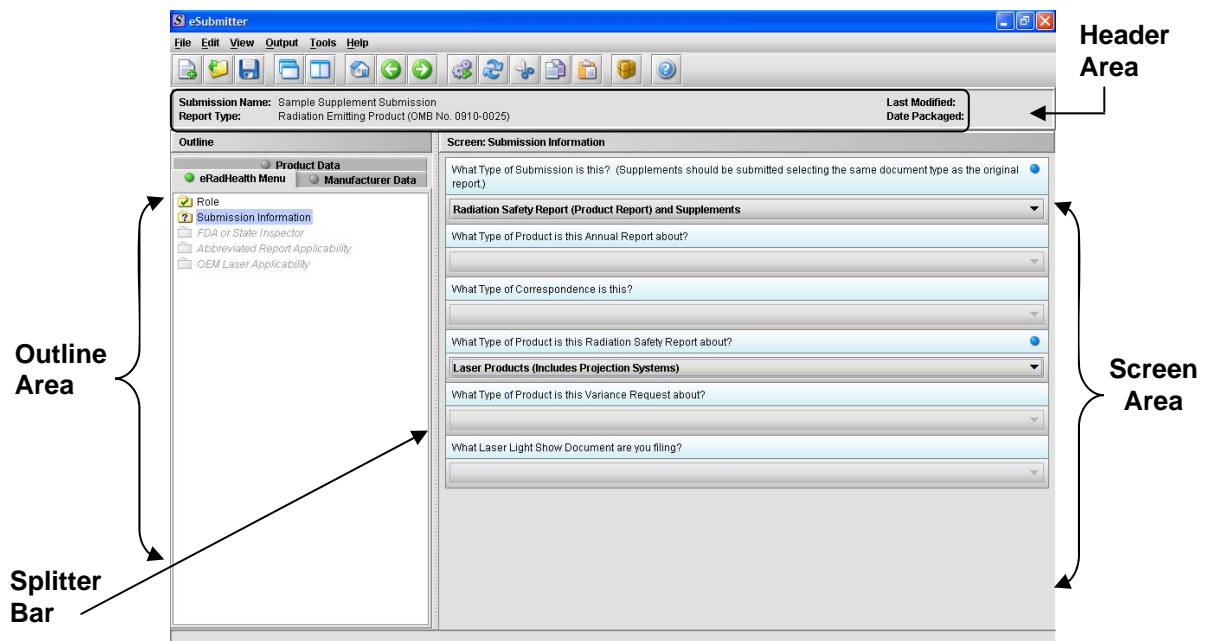 eSubmitter
File Edit View Output Tools Help
Header
Area
Submission Name: Sample Supplement Submission
Last Modified:
Report Type: Radiation Emitting Product (OMB No. 0910-0025)
Date Packaged:
Outline
Screen: Submission Information
Product Data
eRadHealth Menu Manufacturer Data
Role
Submission Information
FDA or State Inspector
Abbreviated Report Applicability
OEM Laser Applicability
What Type of Submission is this? (Supplements should be submitted selecting the same document type as the original
report.)
Radiation Safety Report (Product Report) and Supplements
What Type of Product is this Annual Report about?
What Type of Correspondence is this?
What Type of Product is this Radiation Safety Report about?
Laser Products (Includes Projection Systems)
What Type of Product is this Variance Request about?
What Laser Light Show Document are you filing?
Outline
Area
Screen
Area
Splitter
Bar